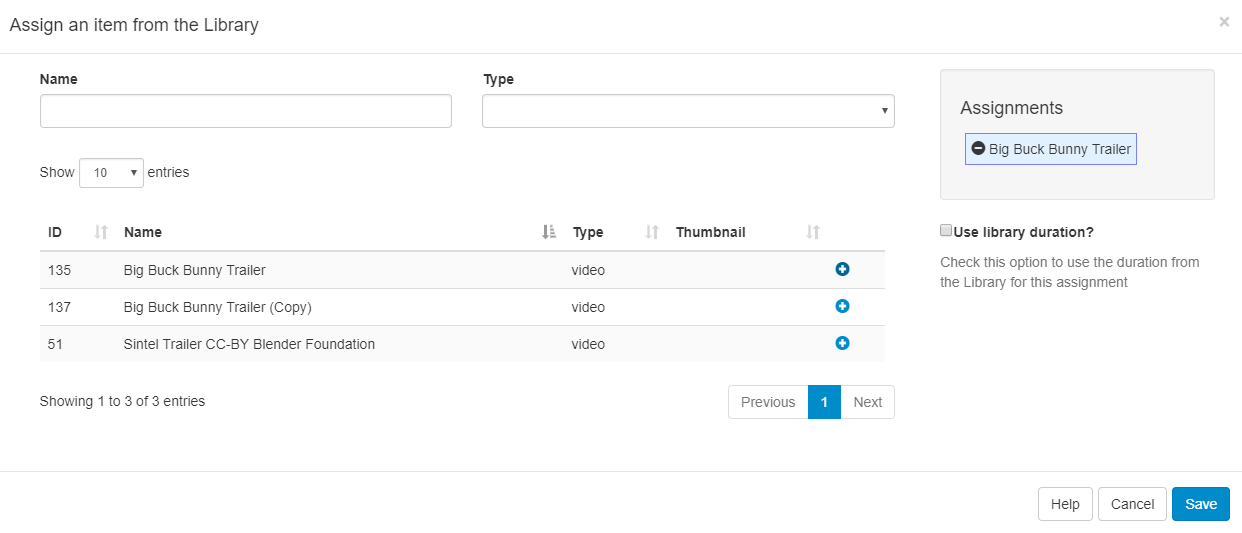 Assign an item from the Library ×
Name Type
Assignments
Big Buck Bunny Trailer
Show 10 entries
ID Name Type Thumbnail
135 Big Buck Bunny Trailer video
137 Big Buck Bunny Trailer (Copy) video
51 Sintel Trailer CC-BY Blender Foundation video
Use library duration?
Check this option to use the duration from
the Library for this assignment
Showing 1 to 3 of 3 entries
Previous 1 Next
Help Cancel Save